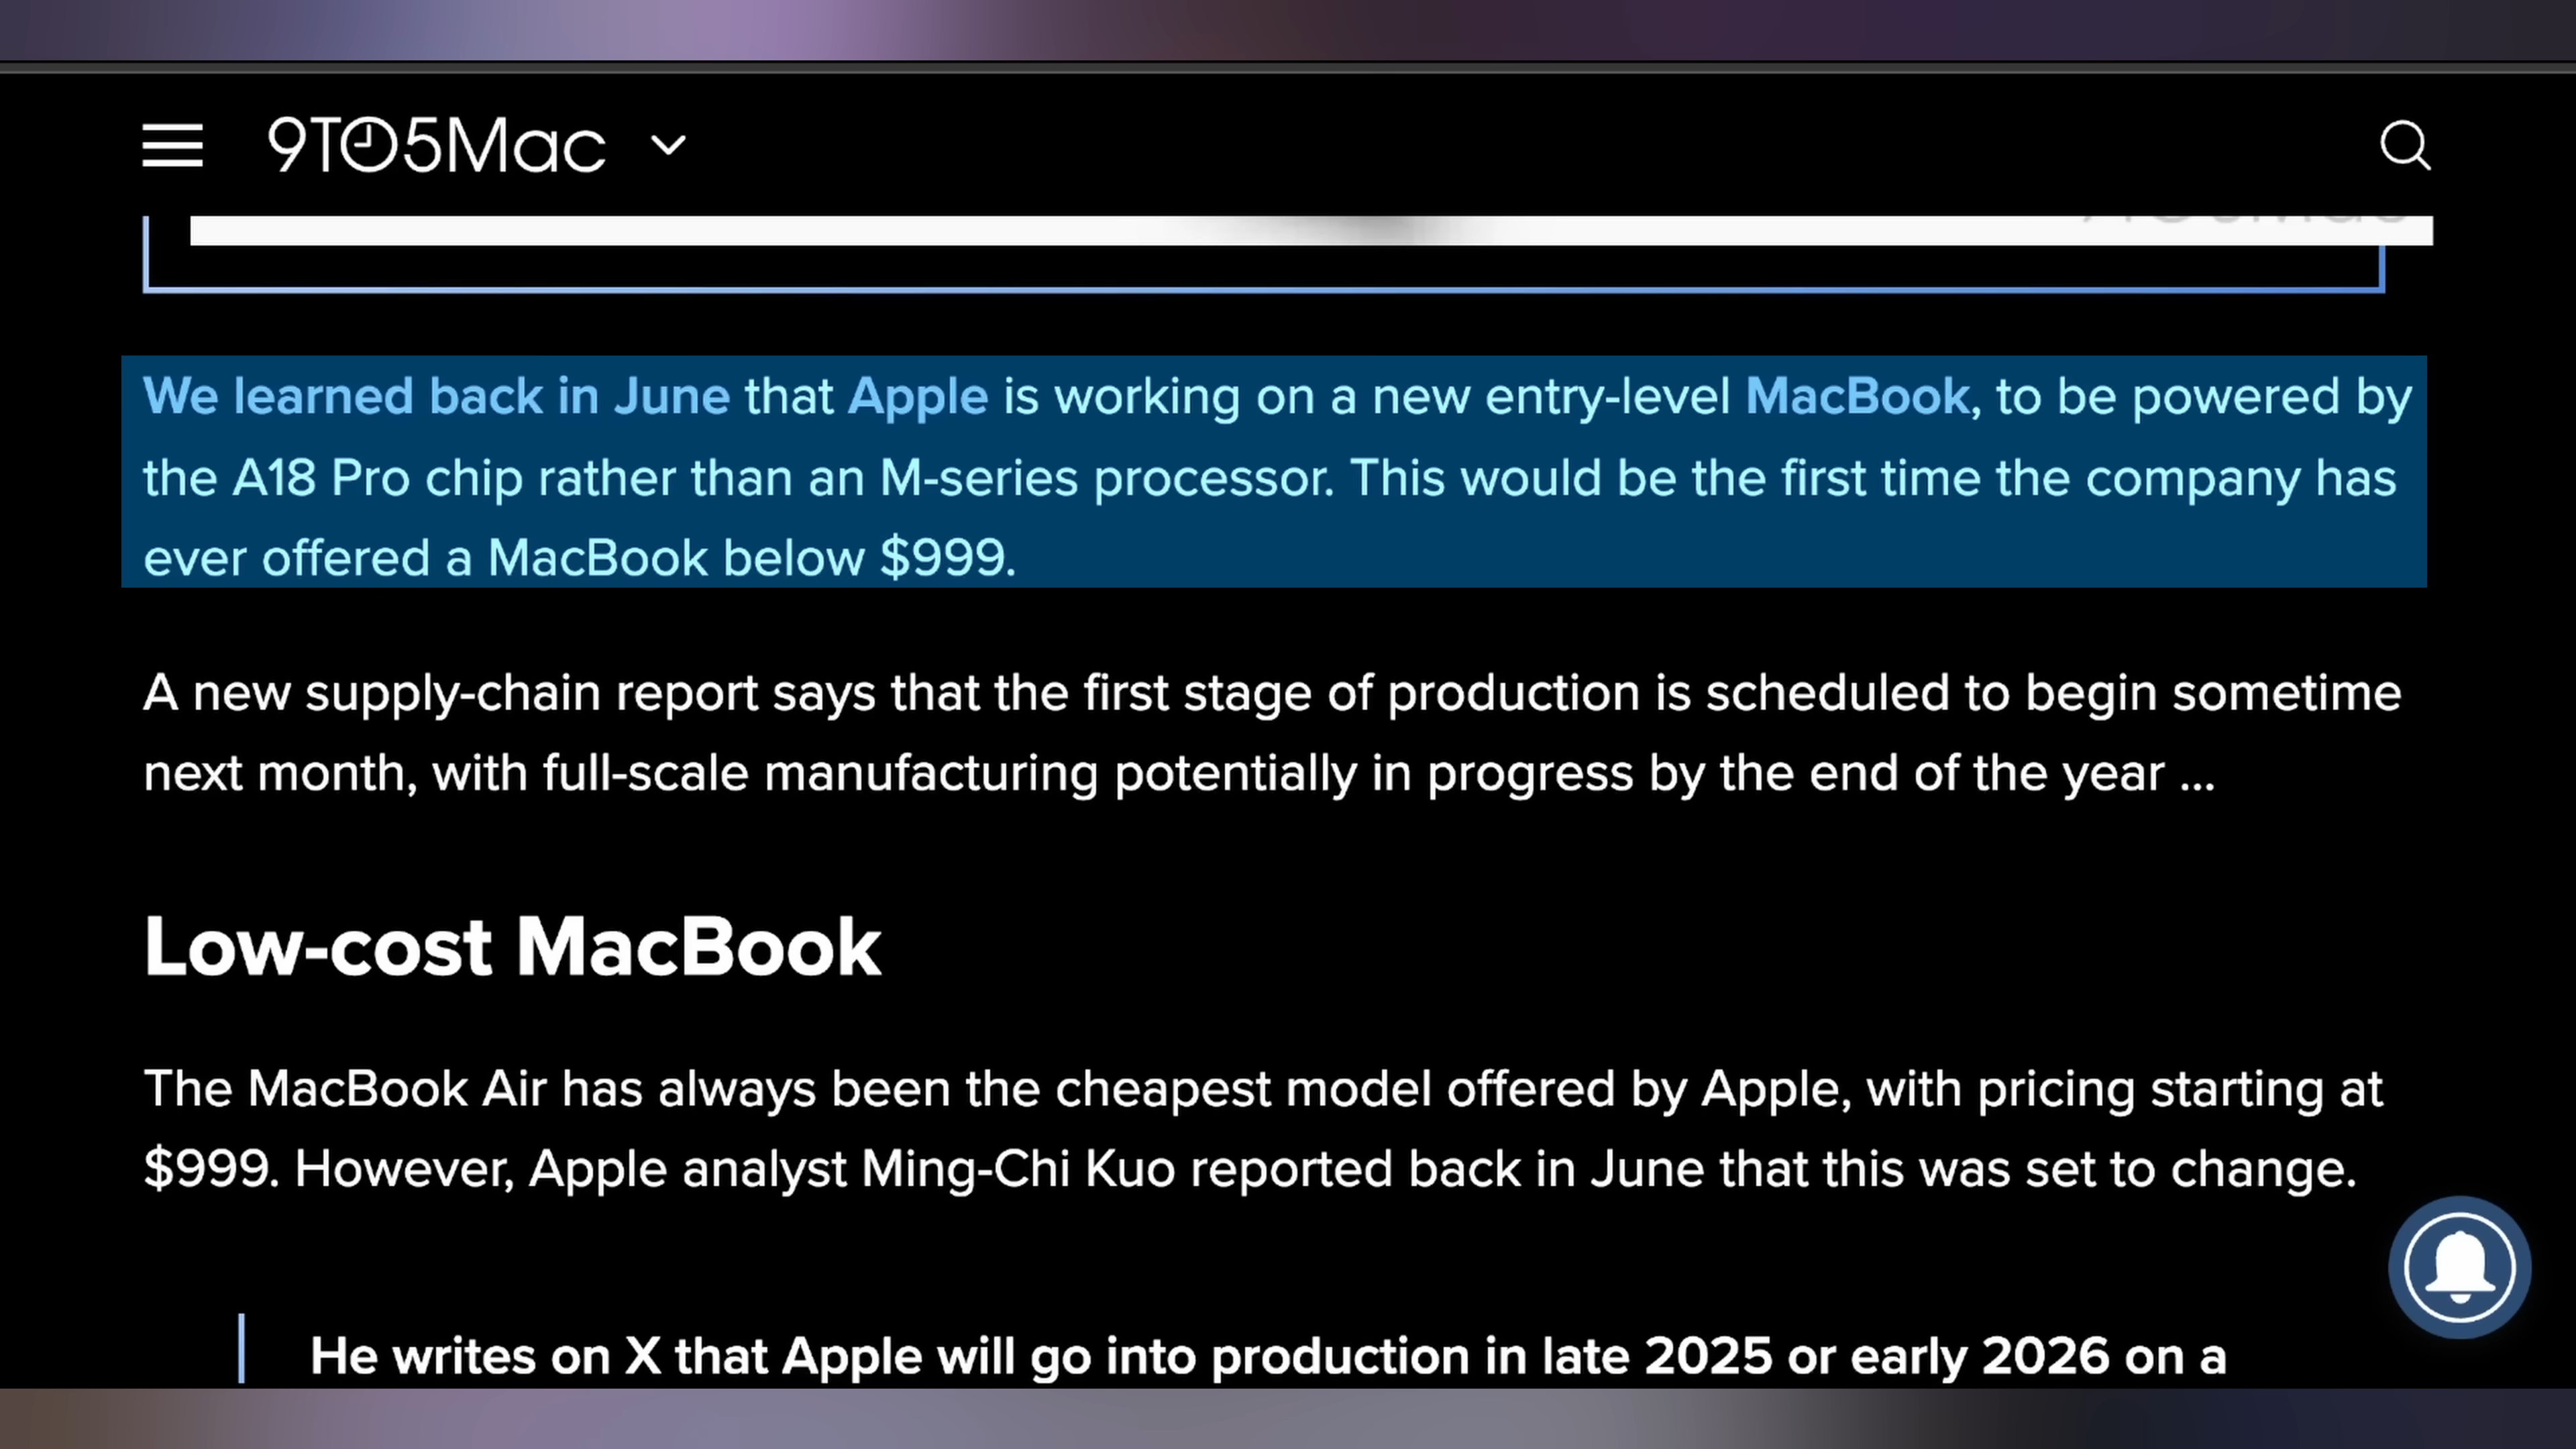 9TO5Mac
We learned back in June that Apple is working on a new entry-level MacBook, to be powered by
the A18 Pro chip rather than an M-series processor. This would be the first time the company has
ever offered a MacBook below $999.
A new supply-chain report says that the first stage of production is scheduled to begin sometime
next month, with full-scale manufacturing potentially in progress by the end of the year ...
Low-cost MacBook
The MacBook Air has always been the cheapest model offered by Apple, with pricing starting at
$999. However, Apple analyst Ming-Chi Kuo reported back in June that this was set to change.
He writes on X that Apple will go into production in late 2025 or early 2026 on a